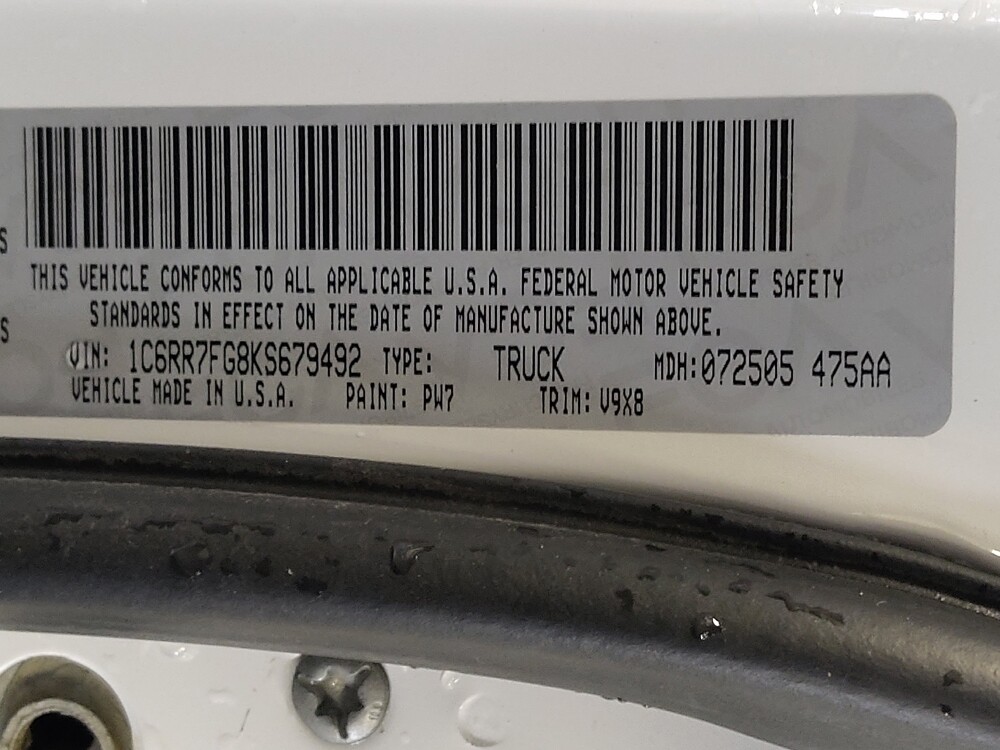 S
THIS VEHICLE CONFORMS TO ALL APPLICABLE U.S.A. FEDERAL MOTOR VEHICLE SAFETY
S
STANDARDS IN EFFECT ON THE DATE OF MANUFACTURE SHOWN ABOVE.
VIN: 1C6RR7FG8KS679492 TYPE: TRUCK MDH:072505 475AA
VEHICLE MADE IN U.S.A. PAINT: PW7 TRIM: V9X8